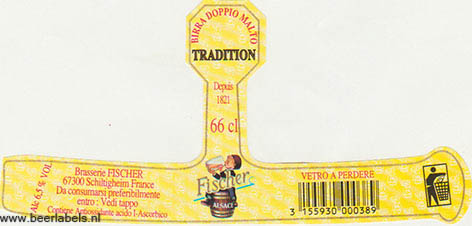 BIRRA DOPPIO MALTO
TRADITION
Depuis
1821
66 cl
Alc 6,5% VOL
Brasserie FISCHER
67300 Schiltigheim France
Da consumarsi preferibilmente
entro : Vedi tappo
Contiene Antiossidante acido l-Ascorbico
Fischer
ALSACE
VETRO A PERDERE
3 155930 000389
www.beerlabels.nl